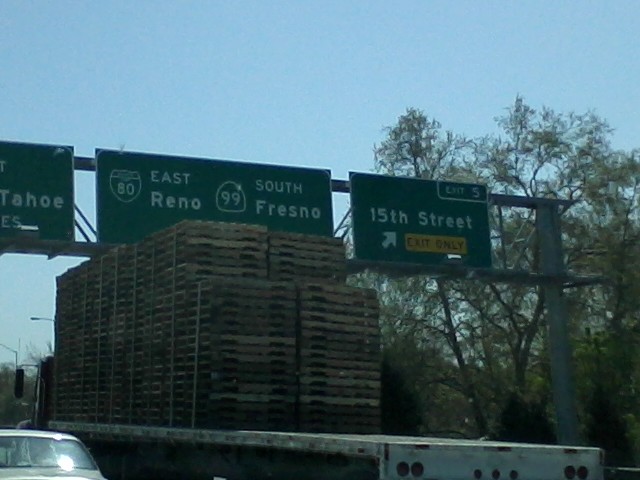 Tahoe
80
EAST
Reno
99
SOUTH
Fresno
EXIT 5
15th Street
EXIT ONLY